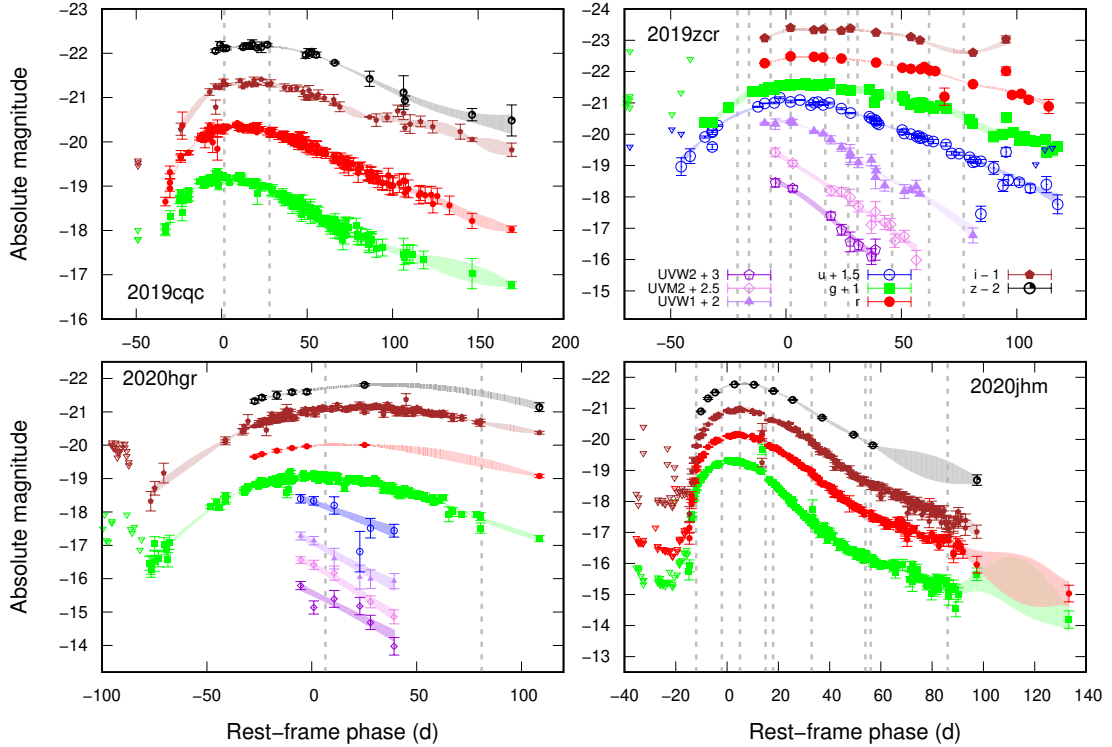 -23
-22
-21
-20
-19
-18
-17
-16
-50 0 50 100 150 200
2019cqc
Absolute magnitude
-24
-23
-22
-21
-20
-19
-18
-17
-16
-15
-50 0 50 100
2019zcr
UVW2 + 3
UVM2 + 2.5
UVW1 + 2
u + 1.5
g + 1
r
i − 1
z − 2
-22
-21
-20
-19
-18
-17
-16
-15
-14
-100 -50 0 50 100
2020hgr
Absolute magnitude
Rest−frame phase (d)
-22
-21
-20
-19
-18
-17
-16
-15
-14
-13
-40 -20 0 20 40 60 80 100 120 140
2020jhm
Rest−frame phase (d)